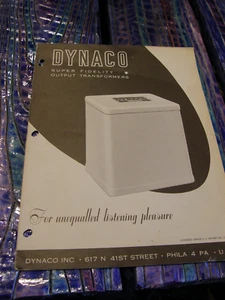 DYNACO
SUPER FIDELITY
OUTPUT TRANSFORMERS
For unequalled listening pleasure
DYNACO INC • 617 N 41ST STREET • PHILA 4 PA • U